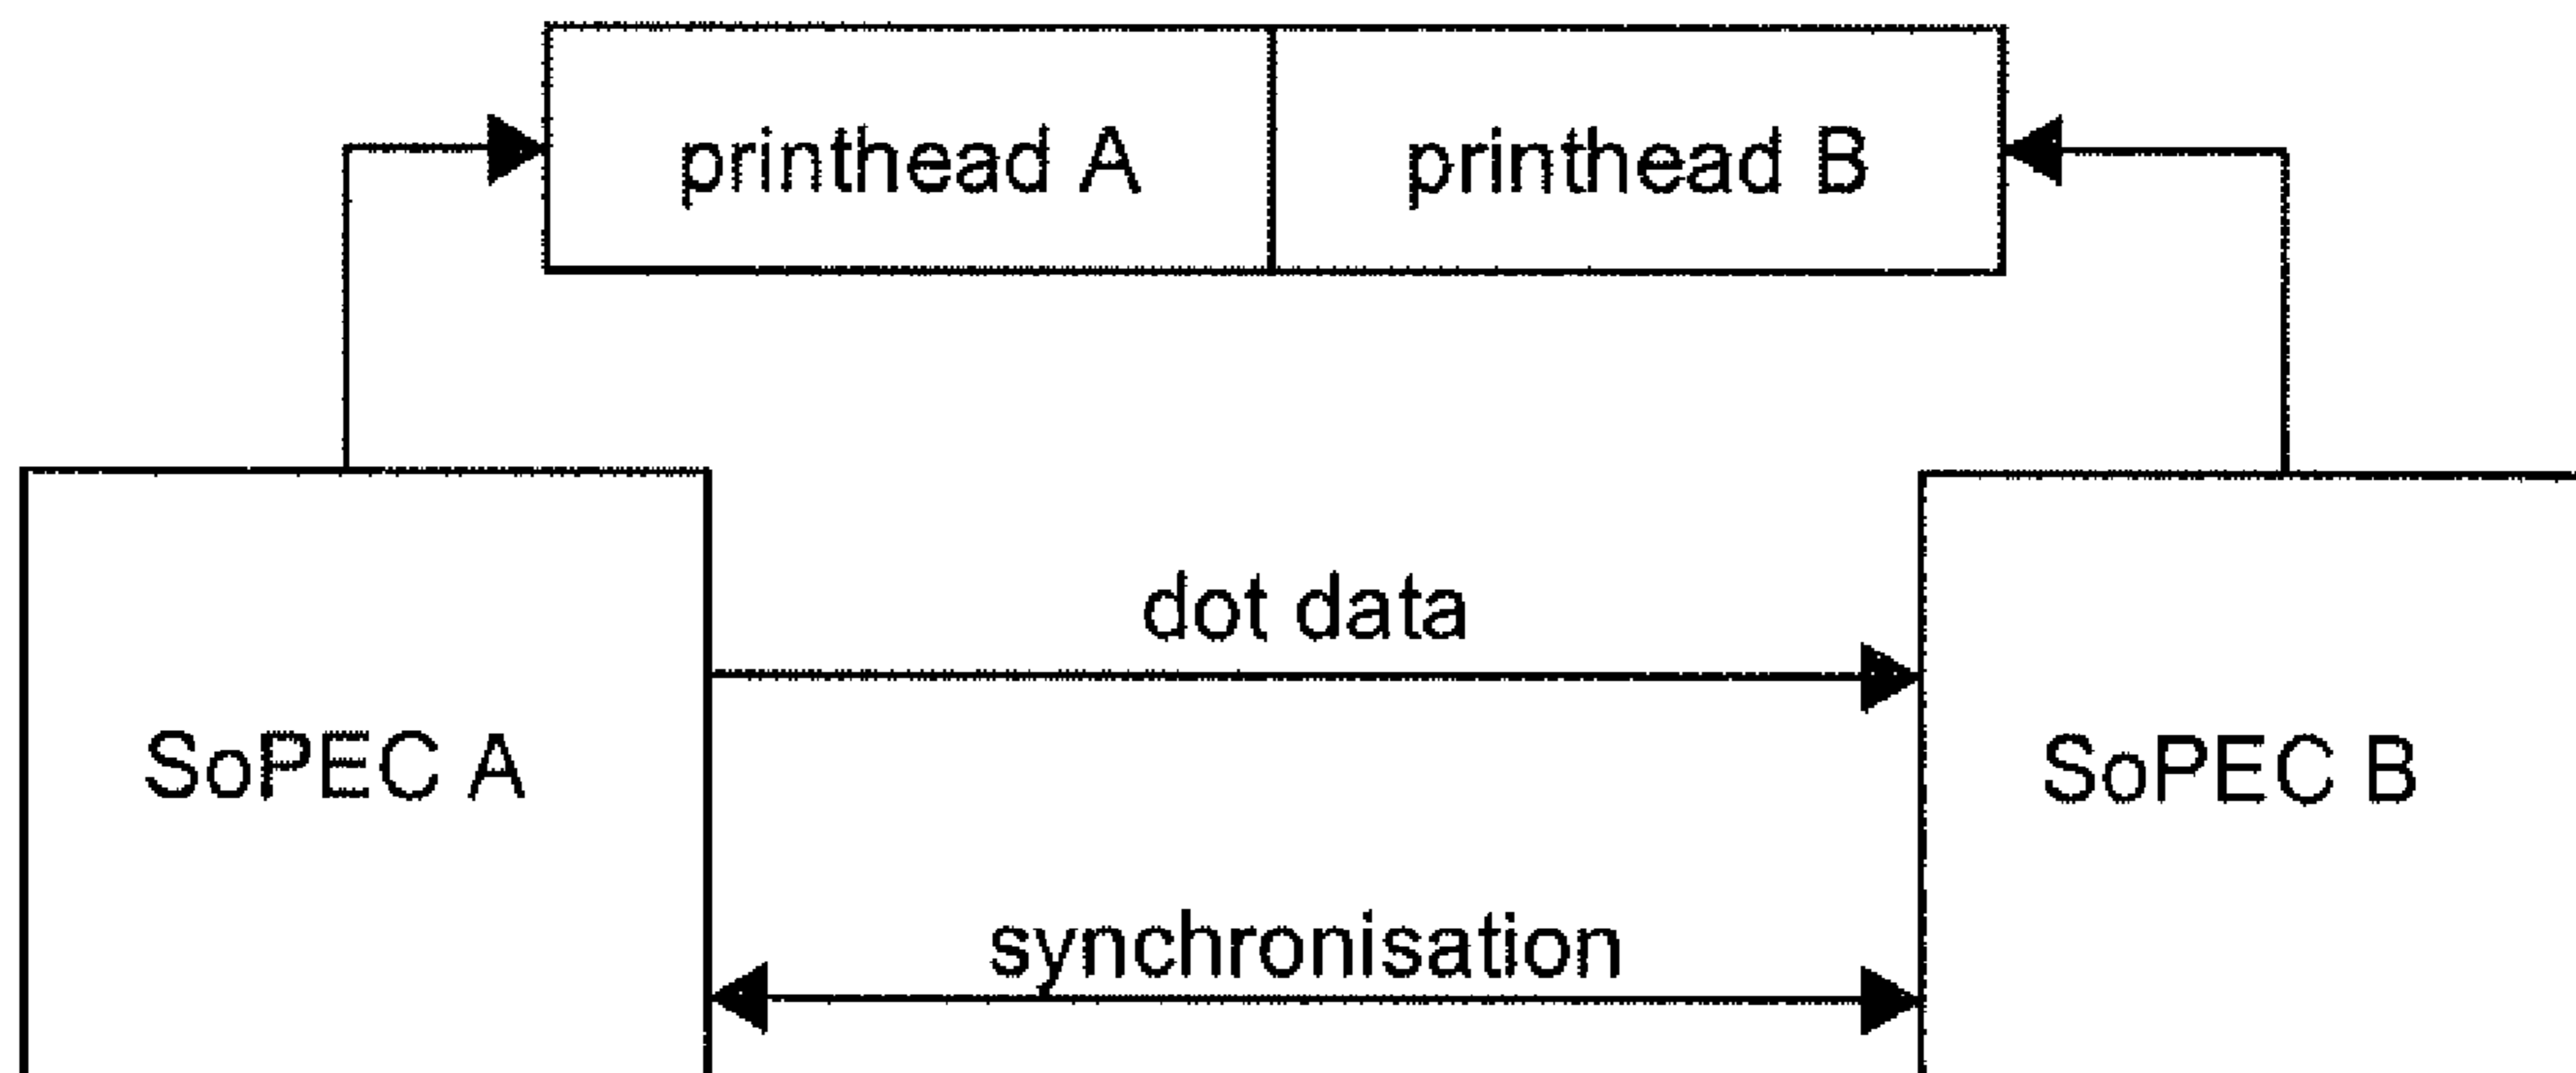 printhead A
printhead B
dot data
SoPEC A
SoPEC B
synchronisation